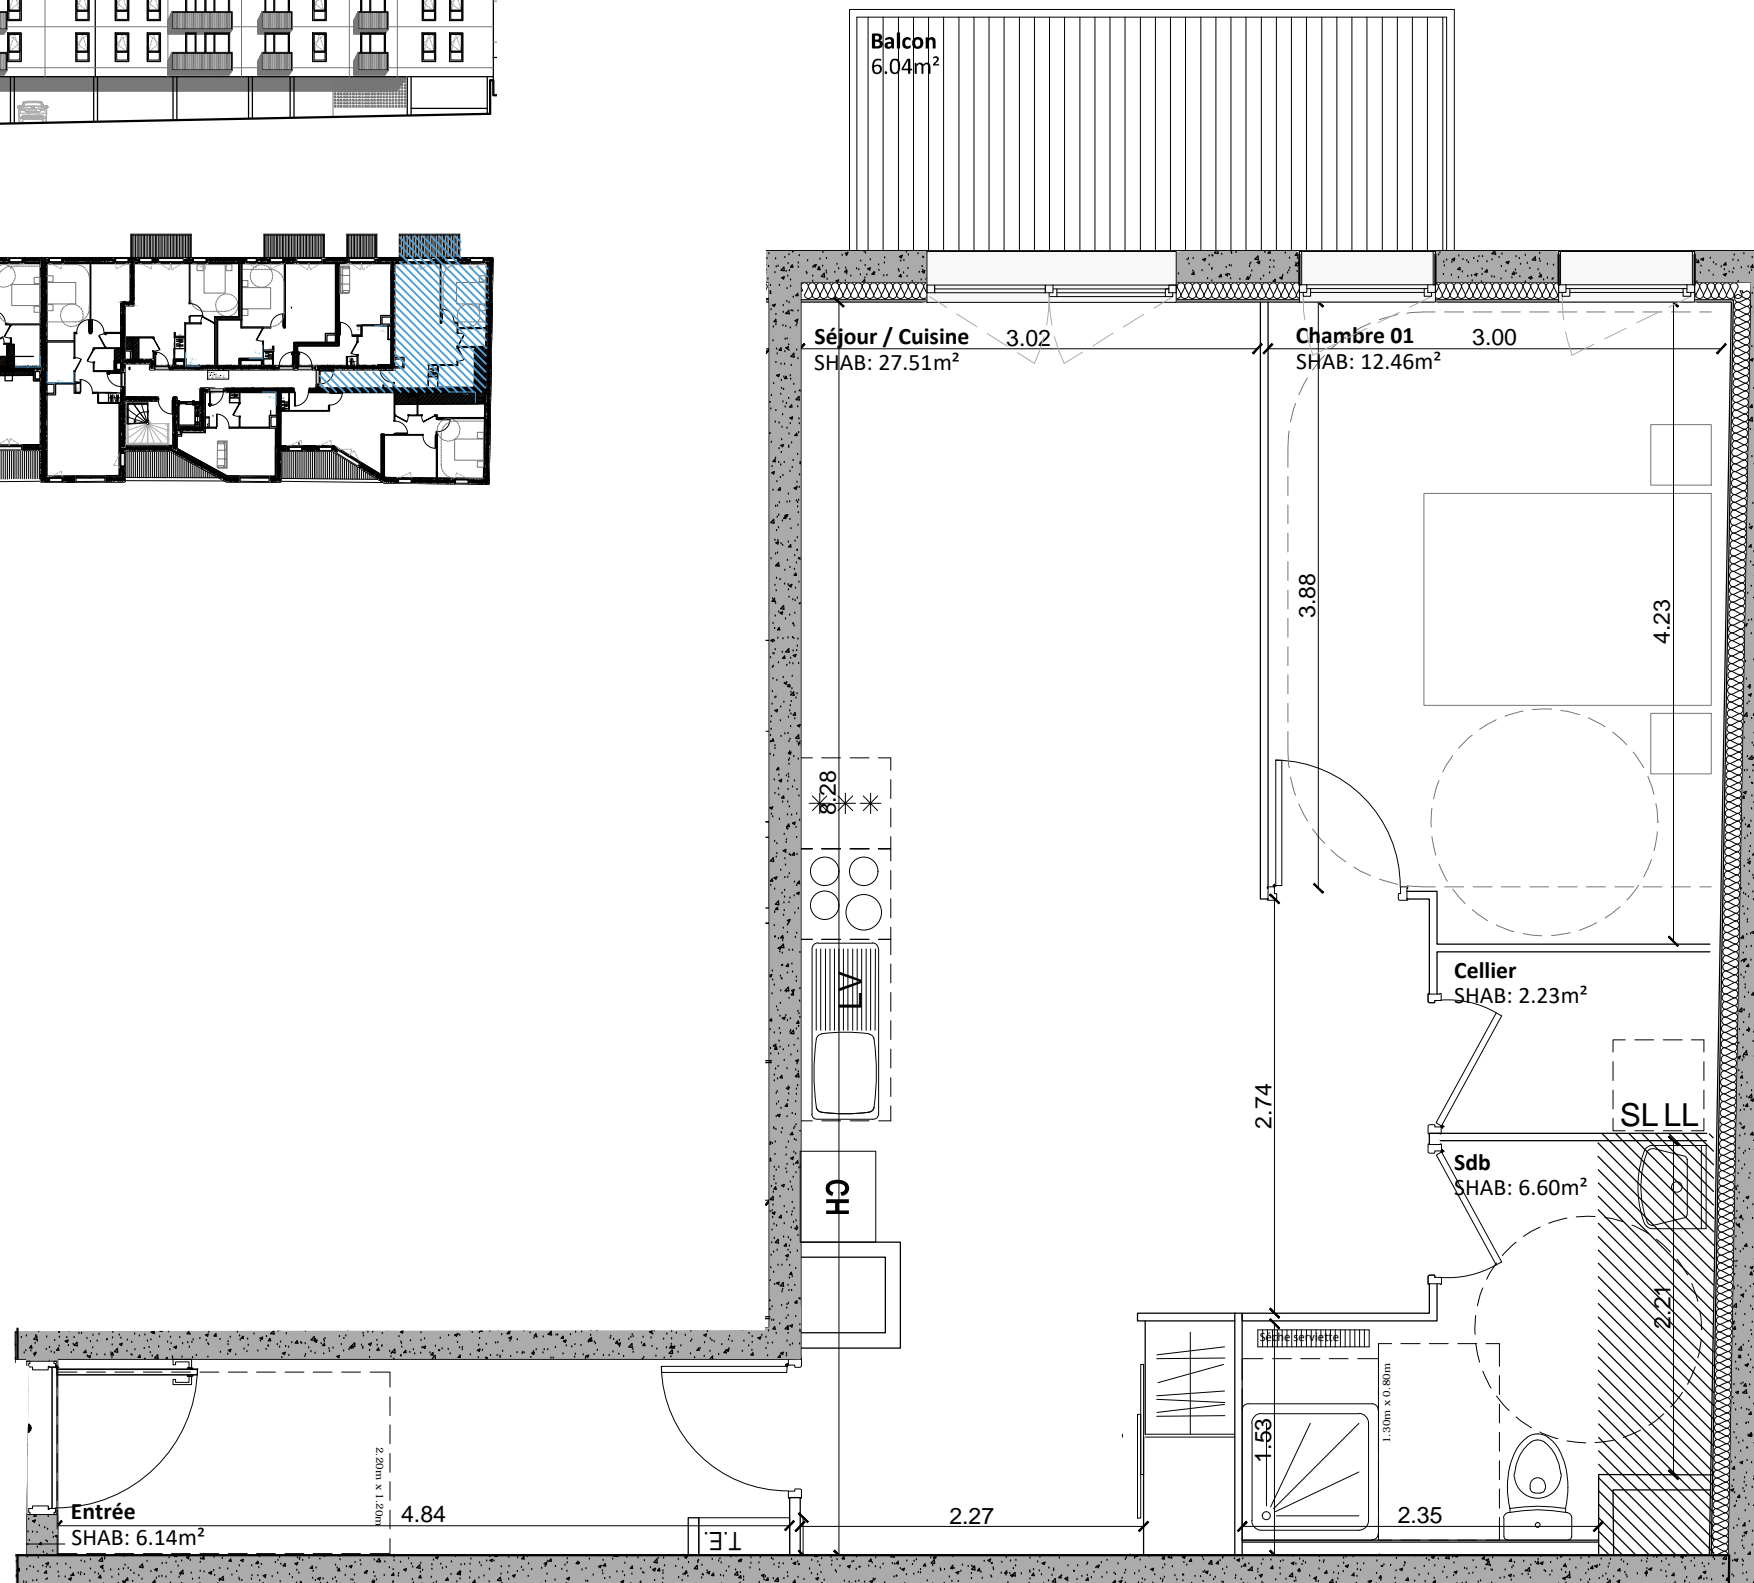 Balcon
6.04m²
Séjour / Cuisine
SHAB: 27.51m²
3.02
Chambre 01
SHAB: 12.46m²
3.00
3.88
4.23
8.28
LV
Cellier
SHAB: 2.23m²
2.74
SL LL
Sdb
SHAB: 6.60m²
CH
2.21
Sèche serviette
1.30m x 0.80m
1.53
2.20m x 1.20m
Entrée
SHAB: 6.14m²
4.84
T.E.
2.27
2.35